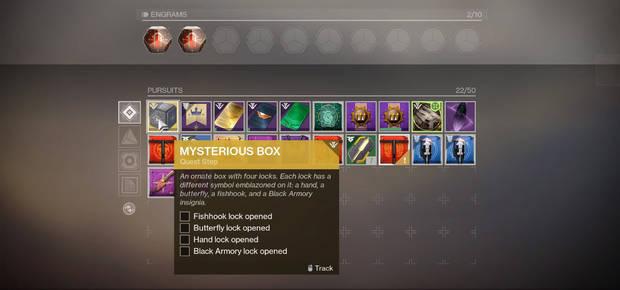 ENGRAMS
2/10
PURSUITS
22/50
MYSTERIOUS BOX
Quest Step
An ornate box with four locks. Each lock has a
different symbol emblazoned on it; a hand, a
butterfly, a fishhook, and a Black Armory
insignia.
Fishhook lock opened
Butterfly lock opened
Hand lock opened
Black Armory lock opened
Track